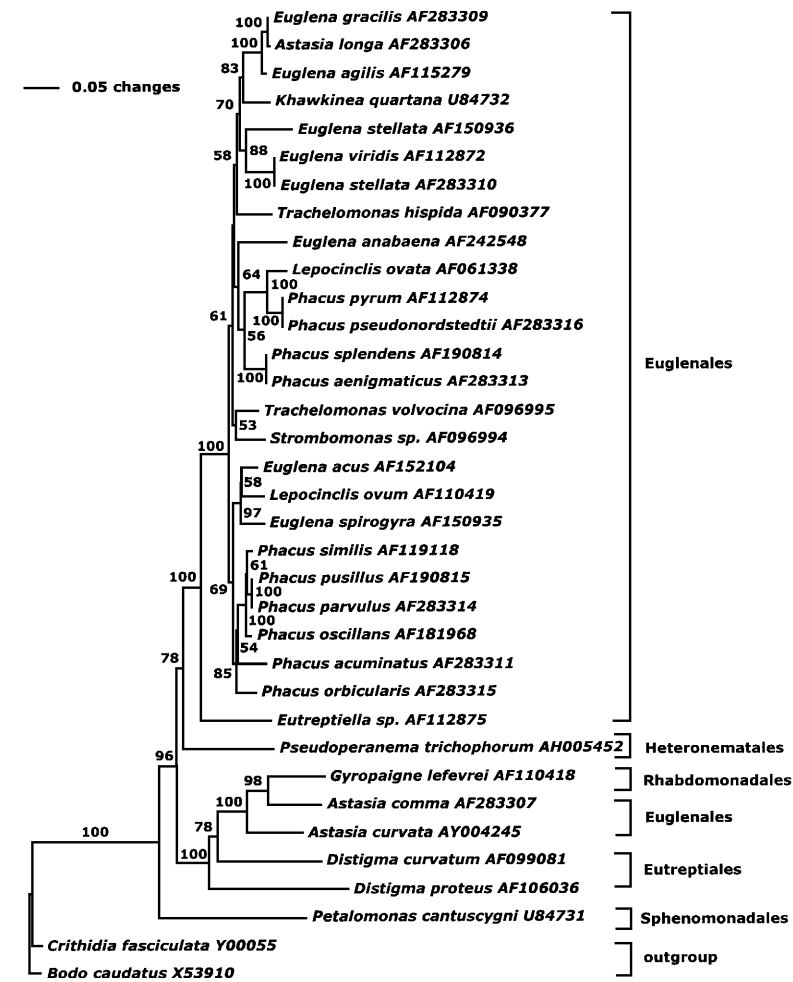 100 Euglena gracilis AF283309
100 Astasia longa AF283306
83 Euglena agilis AF115279
0.05 changes
70 Khawkinea quartana U84732
Euglena stellata AF150936
58 88 Euglena viridis AF112872
100 Euglena stellata AF283310
Trachelomonas hispida AF090377
Euglena anabaena AF242548
64 Lepocinclis ovata AF061338
100 Phacus pyrum AF112874
61 100 Phacus pseudonordstedtii AF283316
56 Phacus splendens AF190814
Euglenales
100 Phacus aenigmaticus AF283313
Trachelomonas volvocina AF096995
53 Strombomonas sp. AF096994
100 Euglena acus AF152104
58 Lepocinclis ovum AF110419
97 Euglena spirogyra AF150935
Phacus similis AF119118
61
100 Phacus pusillus AF190815
69 100 Phacus parvulus AF283314
100 Phacus oscillans AF181968
54
85 Phacus acuminatus AF283311
78 Phacus orbicularis AF283315
Eutreptiella sp. AF112875
96 Pseudoperanema trichophorum AH005452 Heteronematales
98 Gyropaigne lefevrei AF110418 Rhabdomonadales
100 Astasia comma AF283307 Euglenales
78 Astasia curvata AY004245
100 100 Distigma curvatum AF099081 Eutreptiales
Distigma proteus AF106036
Petalomonas cantuscygni U84731 Sphenomonadales
Crithidia fasciculata Y00055 outgroup
Bodo caudatus X53910